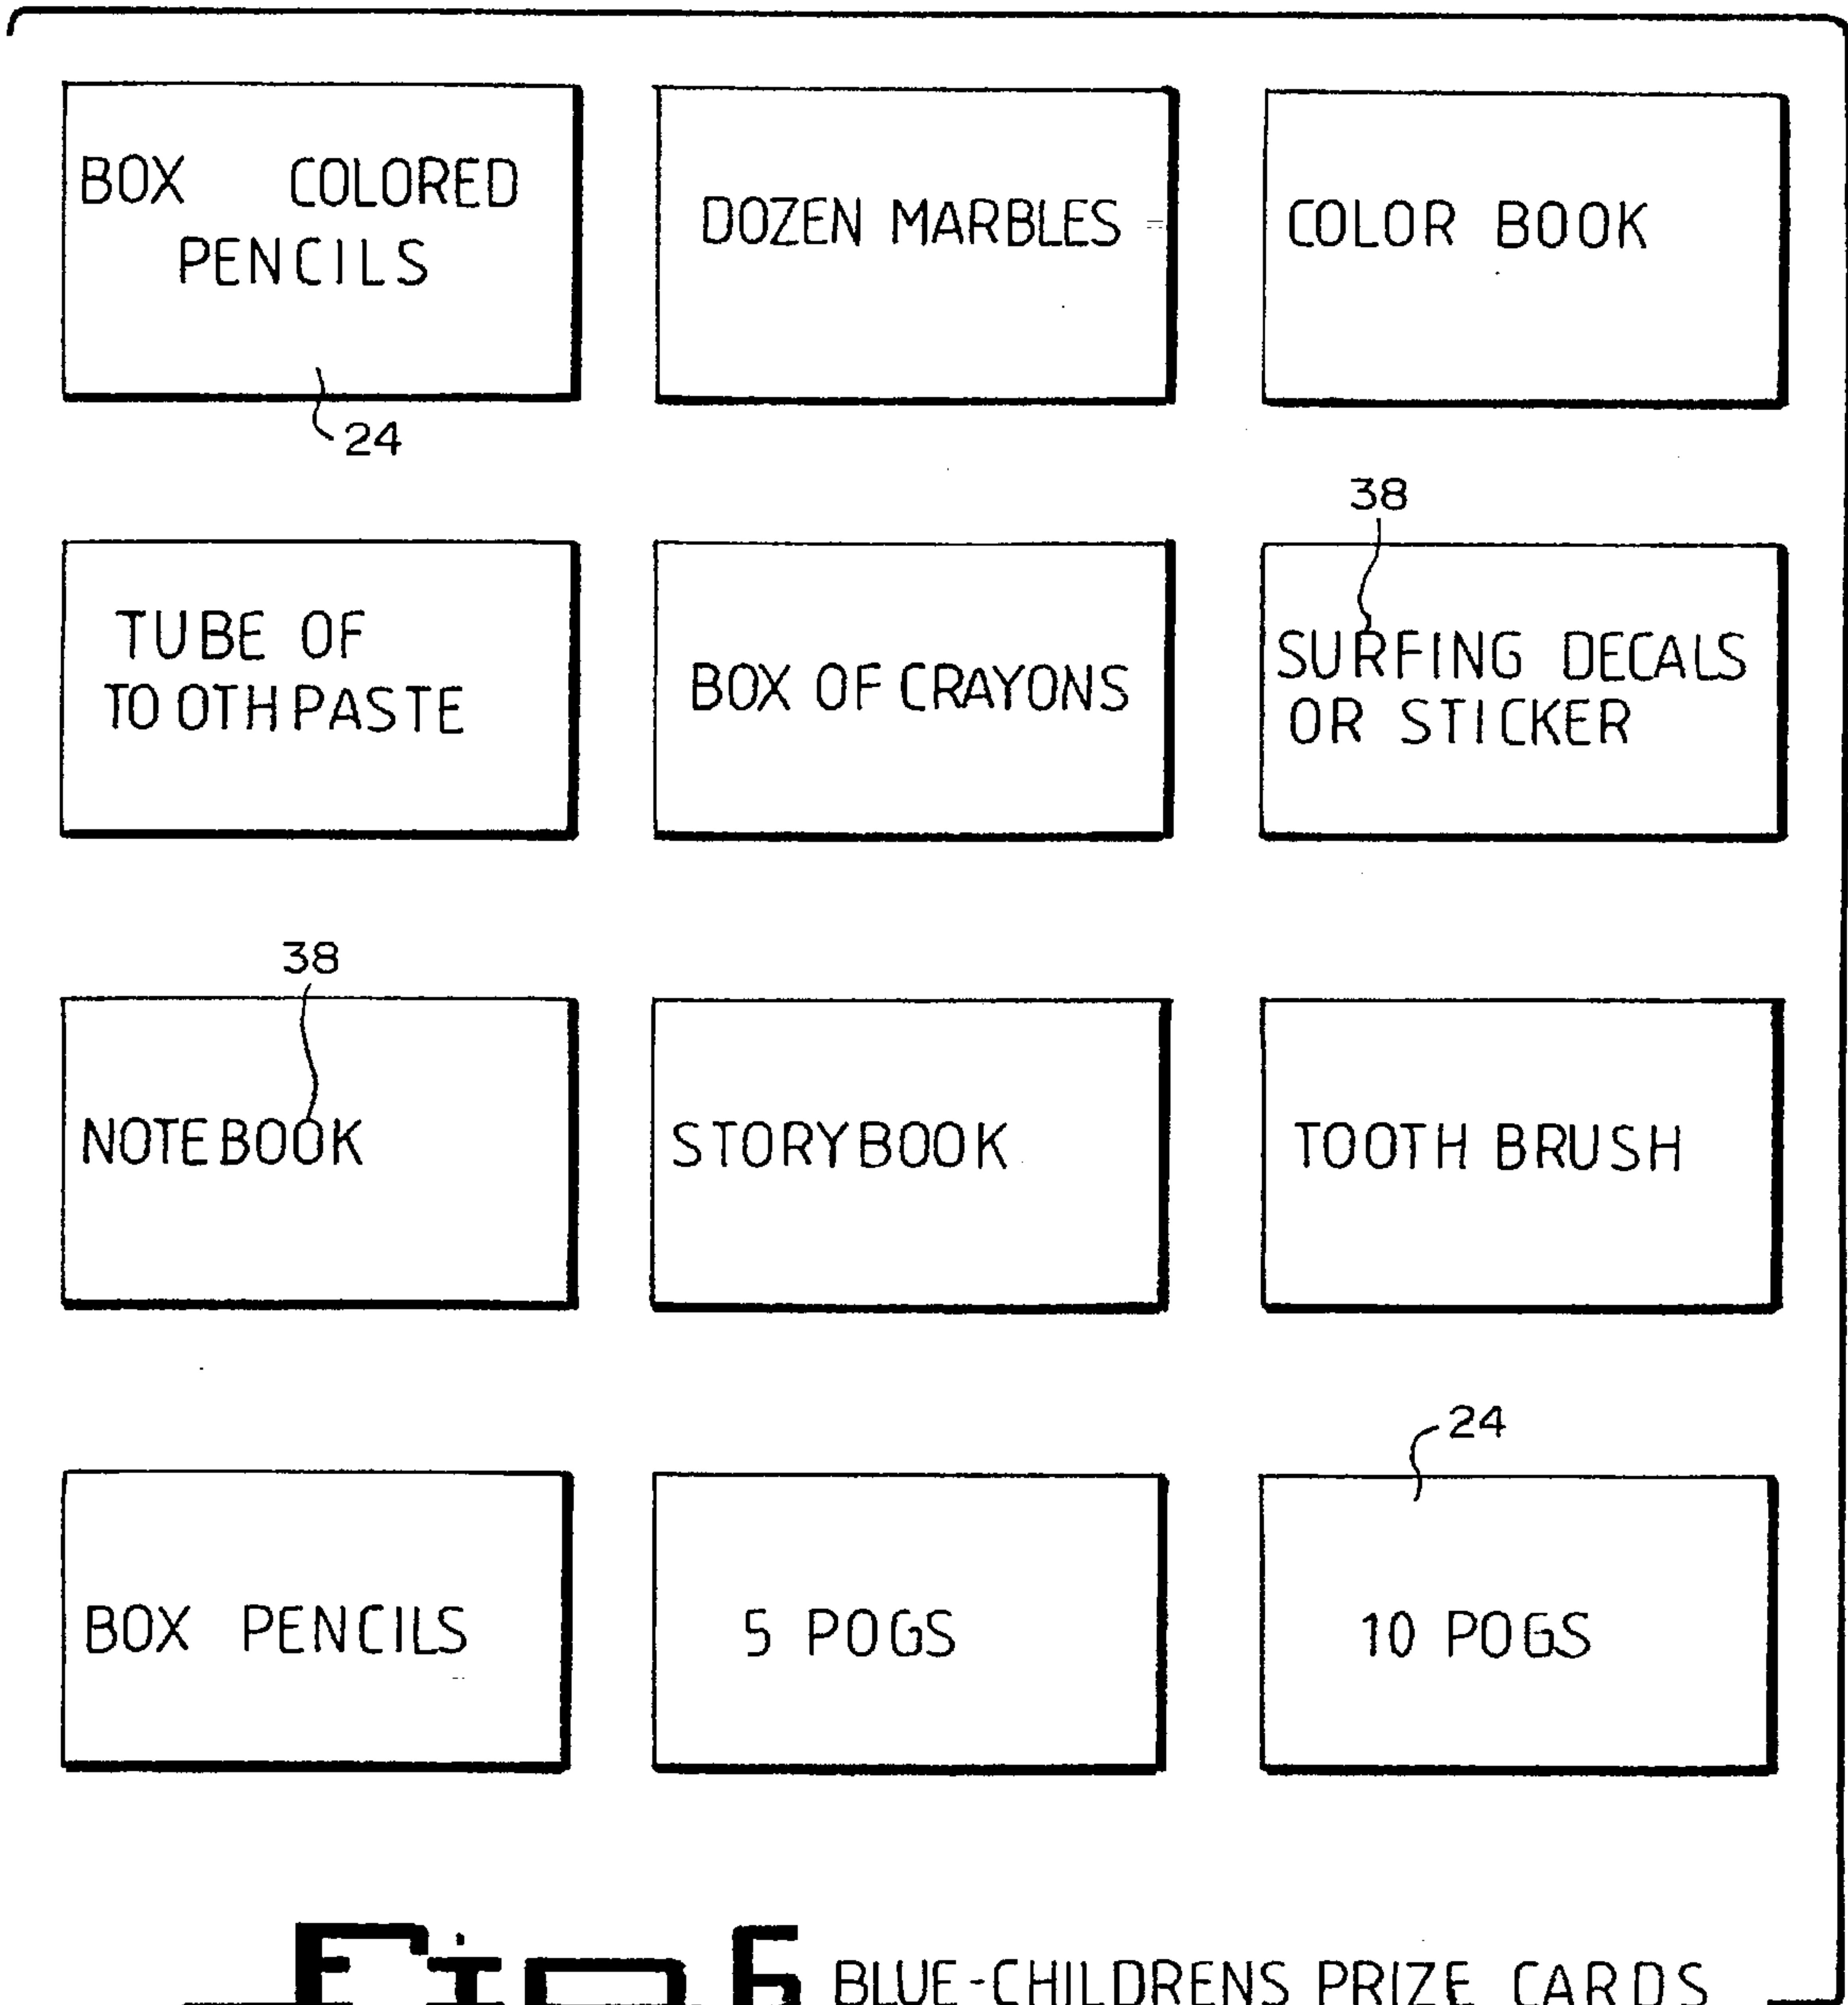 BOX COLORED
PENCILS
24
DOZEN MARBLES
COLOR BOOK
TUBE OF
TOOTHPASTE
BOX OF CRAYONS
38
SURFING DECALS
OR STICKER
38
NOTEBOOK
STORYBOOK
TOOTH BRUSH
BOX PENCILS
5 POGS
24
10 POGS
BLUE-CHILDRENS PRIZE CARDS